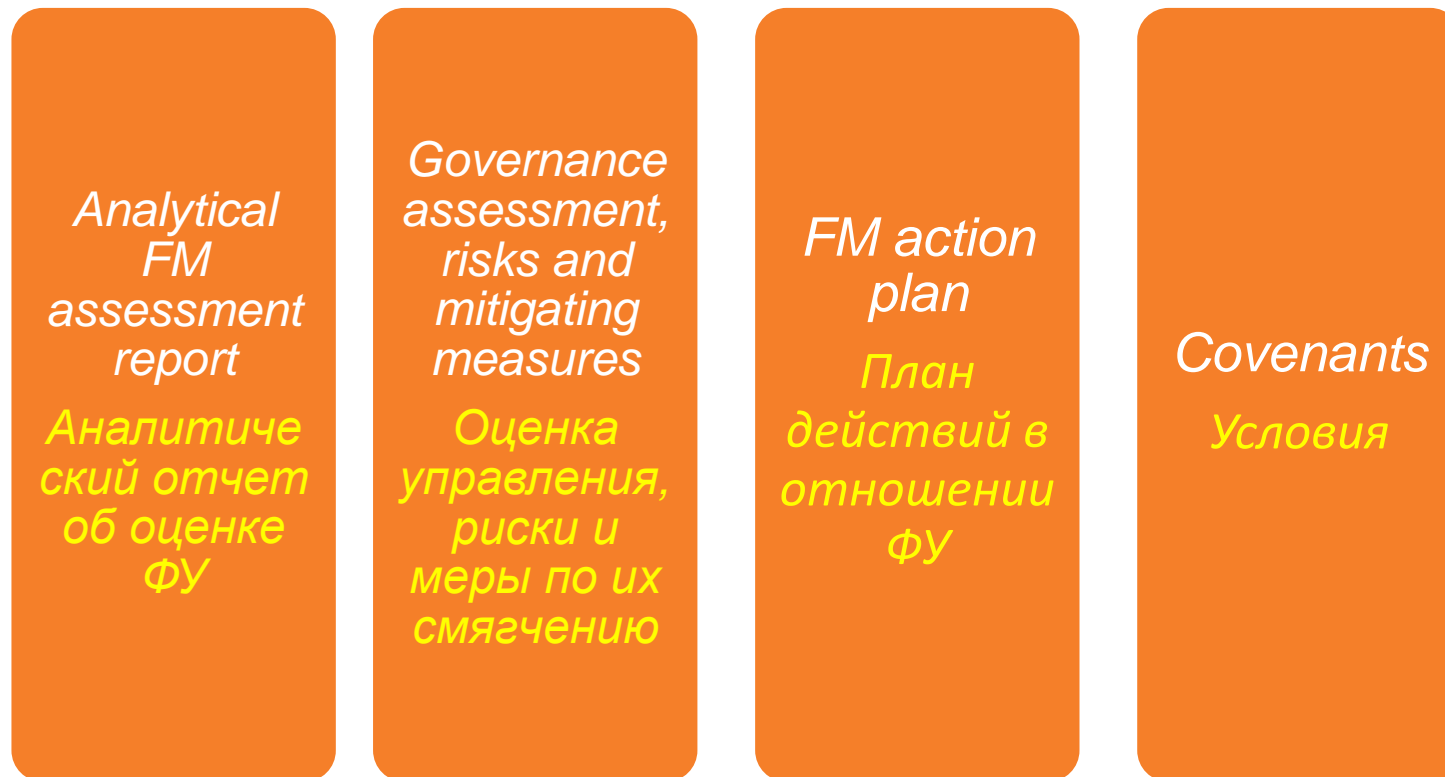 Analytical
FM
assessment
report
Аналитиче
ский отчет
об оценке
ФУ
Governance
assessment,
risks and
mitigating
measures
Оценка
управления,
риски и
меры по их
смягчению
FM action
plan
План
действий в
отношении
ФУ
Covenants
Условия